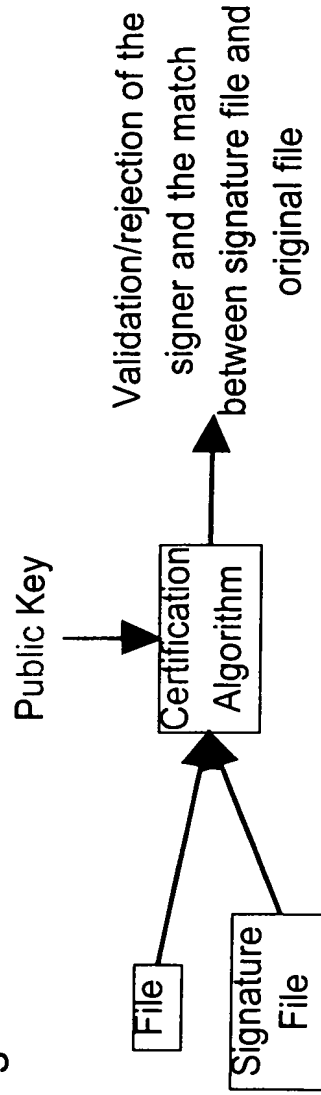 Public Key
File
Signature
File
Certification
Algorithm
Validation/rejection of the
signer and the match
between signature file and
original file